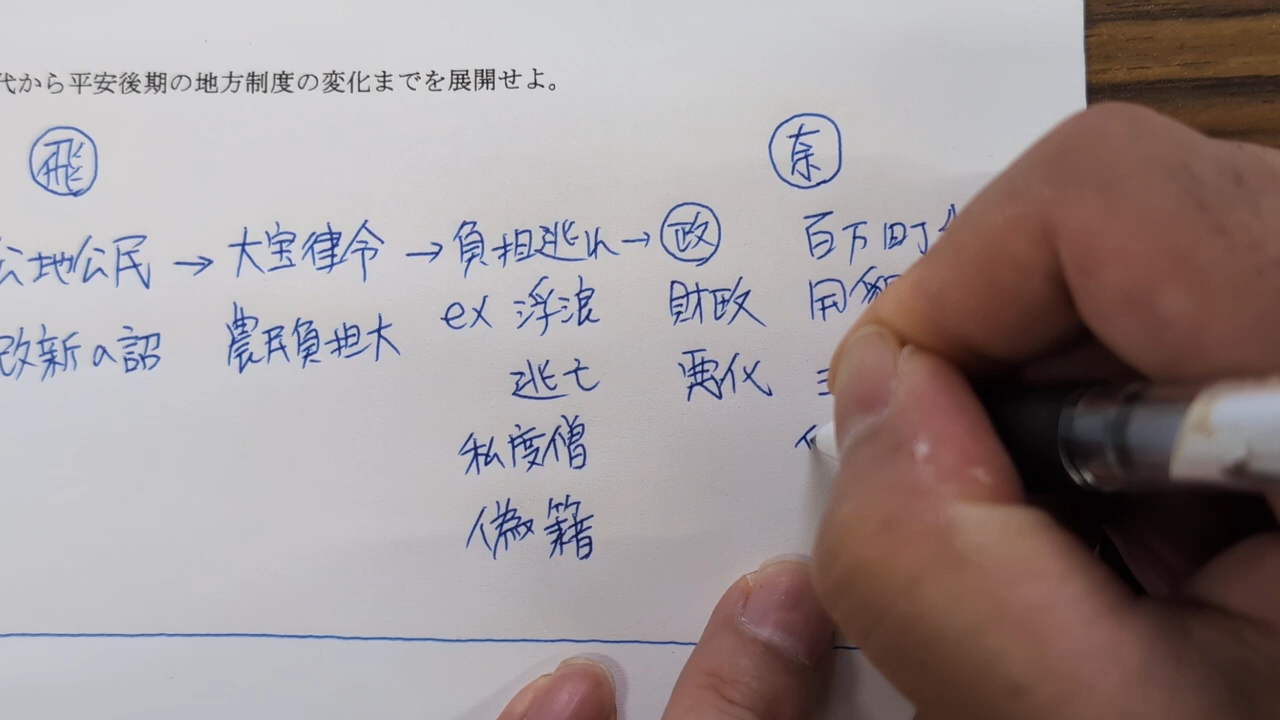 代から平安後期の地方制度の変化までを展開せよ。
飛
奈
公地公民 → 大宝律令 → 負担逃れ → 政 百万町
改新の詔 農民負担大 ex 浮浪 財政 用
逃亡 悪化
私度僧
偽籍